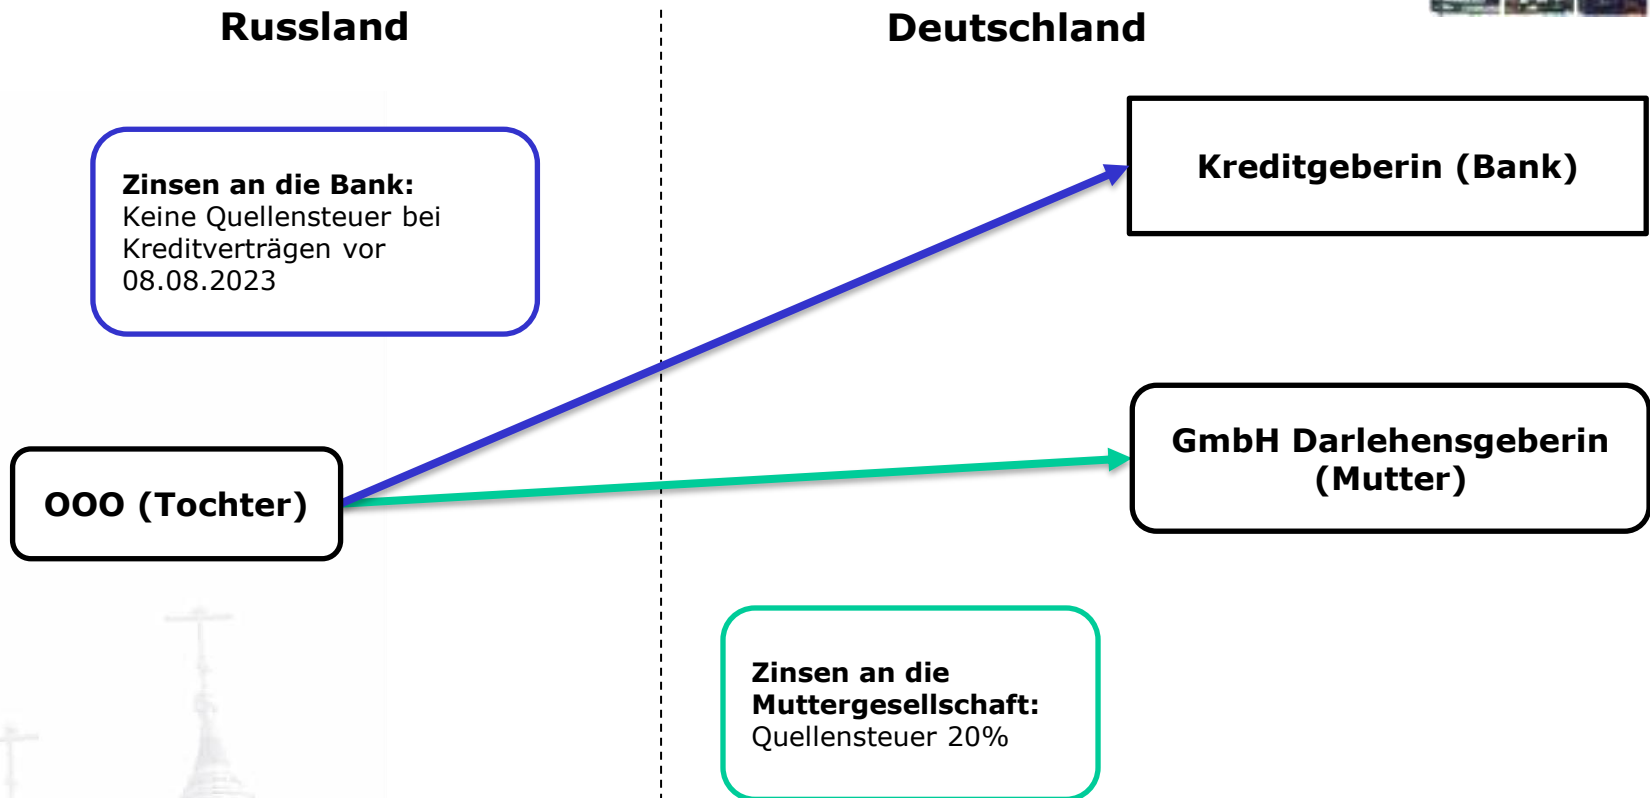 Russland
Deutschland
Zinsen an die Bank:
Keine Quellensteuer bei
Kreditverträgen vor
08.08.2023
Kreditgeberin (Bank)
OOO (Tochter)
GmbH Darlehensgeberin
(Mutter)
Zinsen an die
Muttergesellschaft:
Quellensteuer 20%